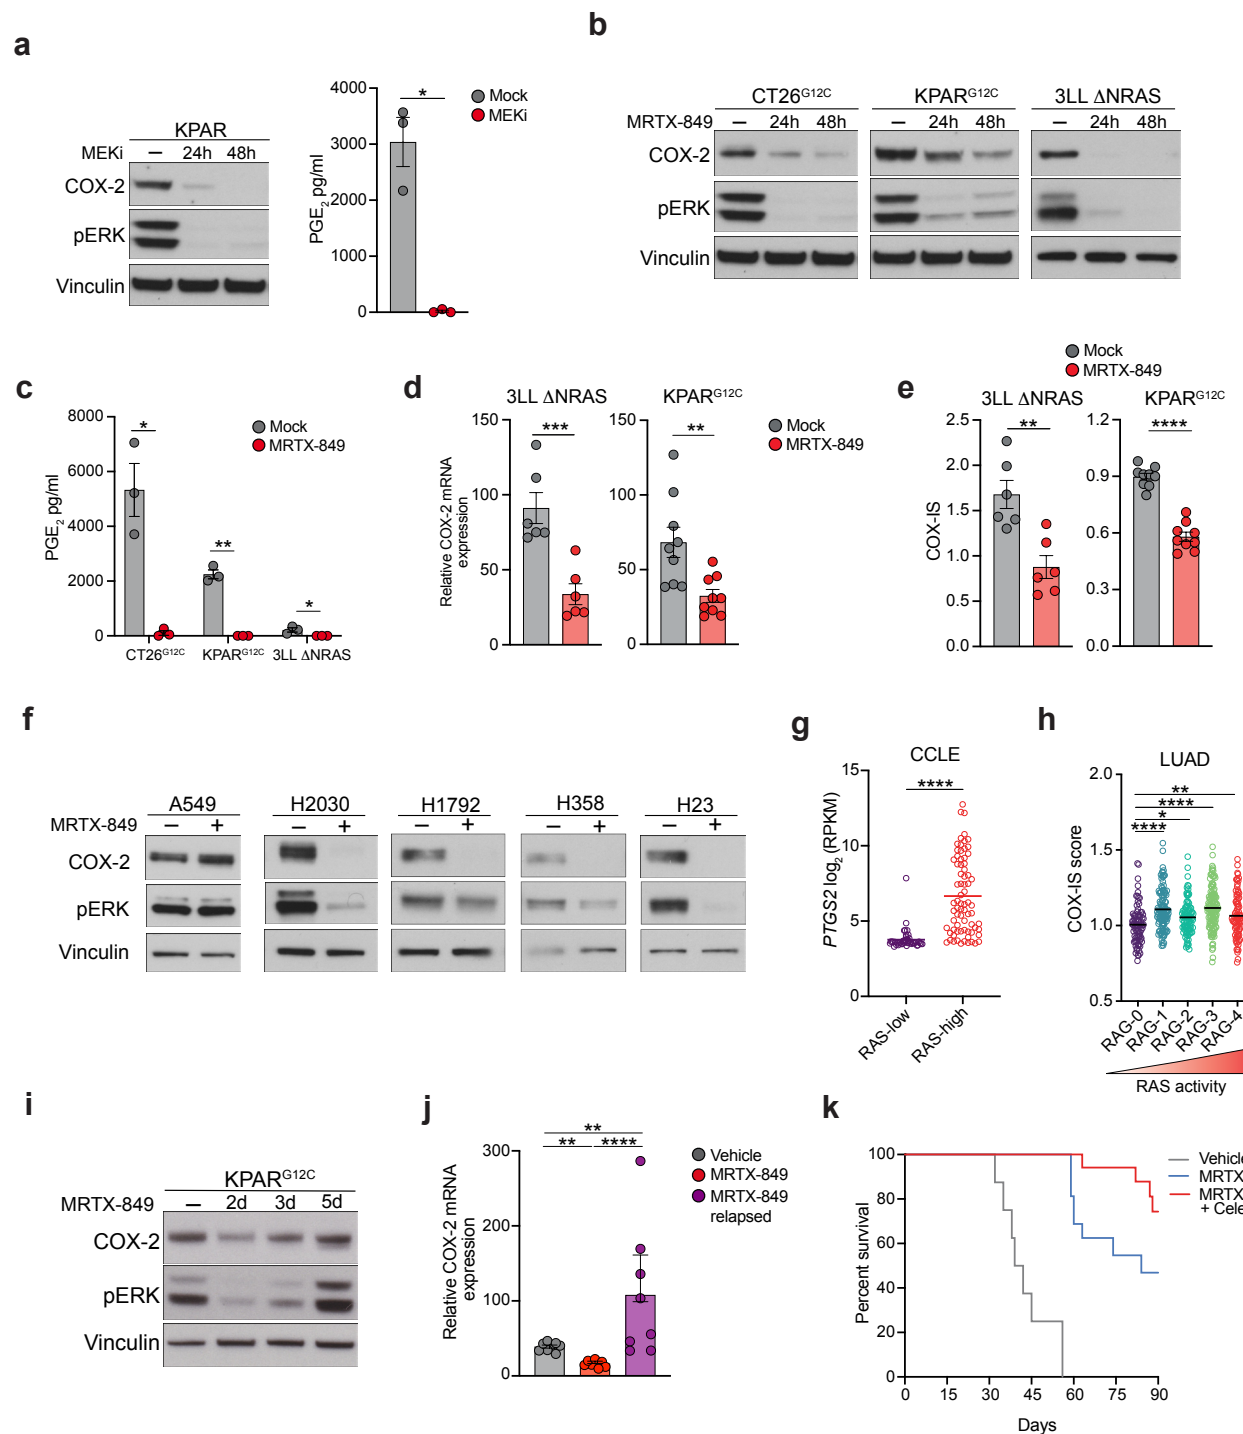 a
KPAR
MEKi – 24h 48h
COX-2
pERK
Vinculin
PGE2 pg/ml
4000
3000
2000
1000
0
*
Mock
MEKi
b
CT26G12C KPARG12C 3LL ΔNRAS
MRTX-849 – 24h 48h – 24h 48h – 24h 48h
COX-2
pERK
Vinculin
c
PGE2 pg/ml
8000
6000
4000
2000
0
* ** *
Mock
MRTX-849
CT26G12C KPARG12C 3LL ΔNRAS
d
3LL ΔNRAS KPARG12C
Relative COX-2 mRNA
expression
150
100
50
0
***
150
100
50
0
**
Mock
MRTX-849
e
Mock
MRTX-849
3LL ΔNRAS KPARG12C
COX-IS
2.5
2.0
1.5
1.0
0.5
0.0
**
1.2
0.9
0.6
0.3
0.0
****
f
A549 H2030 H1792 H358 H23
MRTX-849 – + – + – + – + – +
COX-2
pERK
Vinculin
g
CCLE
PTGS2 log2 (RPKM)
15
10
5
0
****
RAS-low
RAS-high
h
LUAD
COX-IS score
2.0
1.5
1.0
0.5
**
****
*
****
RAG-0
RAG-1
RAG-2
RAG-3
RAG-4
RAS activity
i
KPARG12C
MRTX-849 – 2d 3d 5d
COX-2
pERK
Vinculin
j
Relative COX-2 mRNA
expression
300
200
100
0
**
** ****
Vehicle
MRTX-849
MRTX-849
relapsed
k
Percent survival
100
80
60
40
20
0
0 15 30 45 60 75 90
Days
Vehicle
MRTX
MRTX
+ Cele